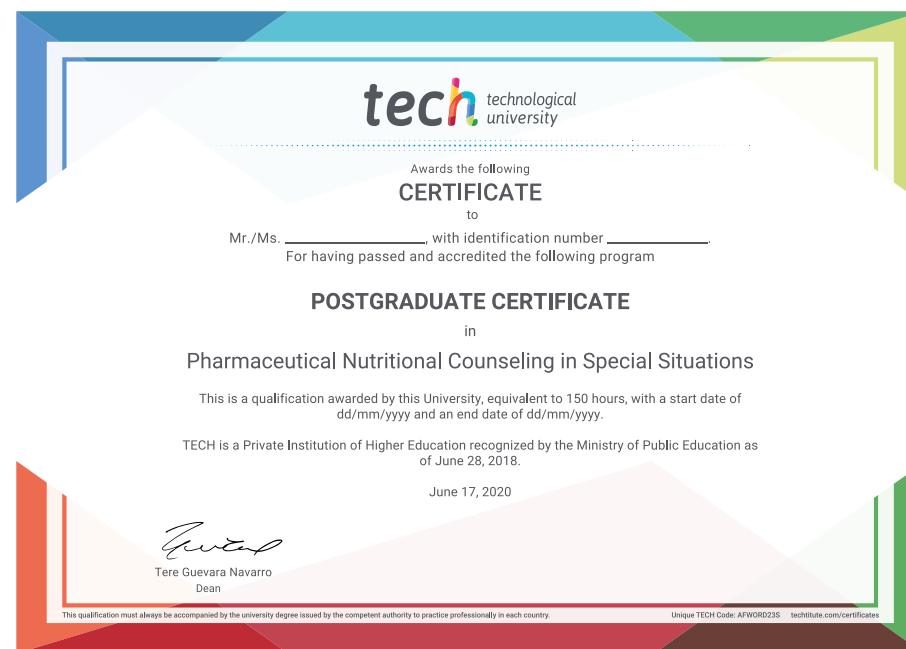 tech technological
university
Awards the following
CERTIFICATE
to
Mr./Ms. ____________________, with identification number ______________.
For having passed and accredited the following program
POSTGRADUATE CERTIFICATE
in
Pharmaceutical Nutritional Counseling in Special Situations
This is a qualification awarded by this University, equivalent to 150 hours, with a start date of
dd/mm/yyyy and an end date of dd/mm/yyyy.
TECH is a Private Institution of Higher Education recognized by the Ministry of Public Education as
of June 28, 2018.
June 17, 2020
Tere Guevara Navarro
Dean
This qualification must always be accompanied by the university degree issued by the competent authority to practice professionally in each country. Unique TECH Code: AFWORD23S techtitute.com/certificates